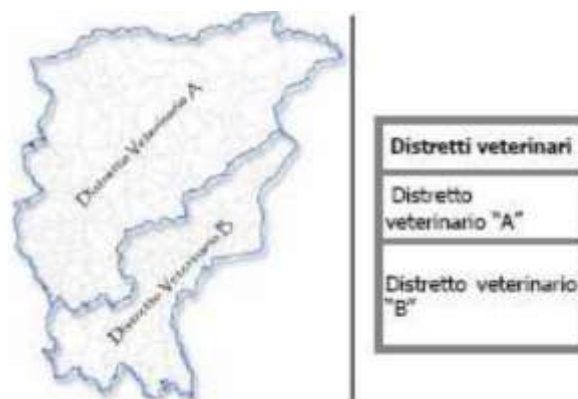 Distretto Veterinario A
Distretto Veterinario B
Distretti veterinari
Distretto
veterinario "A"
Distretto veterinario
"B"